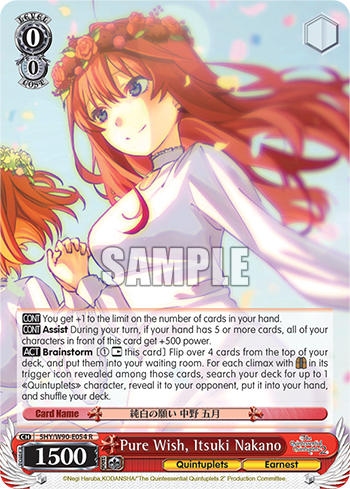 0
LEVEL
0
COST
SAMPLE
CONT You get +1 to the limit on the number of cards in your hand.
CONT Assist During your turn, if your hand has 5 or more cards, all of your
characters in front of this card get +500 power.
ACT Brainstorm [① this card] Flip over 4 cards from the top of your
deck, and put them into your waiting room. For each climax with in
its trigger icon revealed among those cards, search your deck for up to 1
«Quintuplets» character, reveal it to your opponent, put it into your hand,
and shuffle your deck.
Card Name 純白の願い 中野 五月
CH 5HY/W90-E054 R
Pure Wish, Itsuki Nakano
1500
Quintuplets Earnest
The Quintessential Quintuplets 2
©Negi Haruba, KODANSHA/"The Quintessential Quintuplets 2" Production Committee.